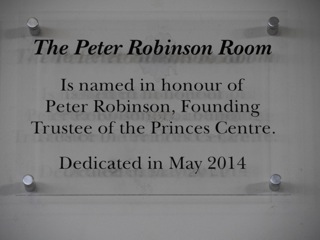 The Peter Robinson Room
Is named in honour of
Peter Robinson, Founding
Trustee of the Princes Centre.
Dedicated in May 2014